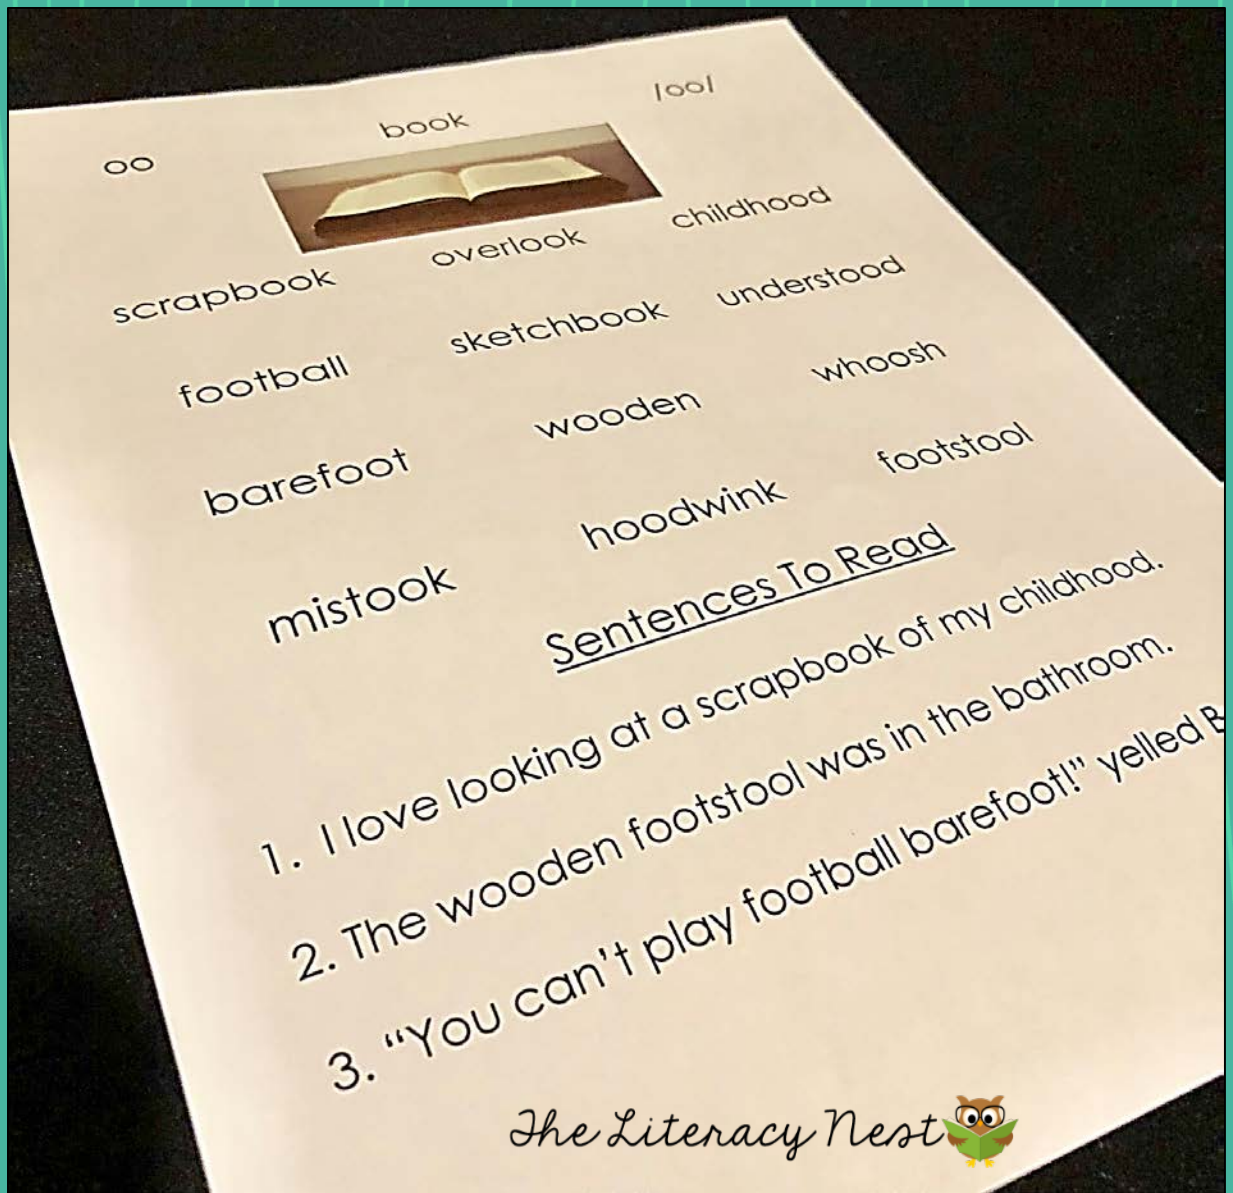 oo book |oo|
scrapbook overlook childhood
football sketchbook understood
barefoot wooden whoosh
mistook hoodwink footstool
Sentences To Read
1. I love looking at a scrapbook of my childhood.
2. The wooden footstool was in the bathroom.
3. “You can’t play football barefoot!” yelled B
The Literacy Nest